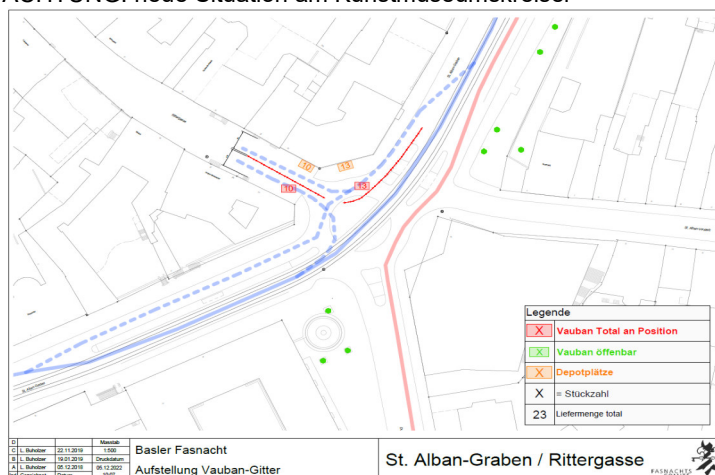 ACHTUNG: neue Situation am Kunstmuseumskreisel
10
13
10
13
Legende
X Vauban Total an Position
X Vauban öffenbar
X Depotplätze
X = Stückzahl
23 Liefermenge total
D Massstab
C L. Buholzer 22.11.2019 1:500
B L. Buholzer 19.01.2019 Druckdatum
A L. Buholzer 05.12.2018 05.12.2022
Basler Fasnacht
Aufstellung Vauban-Gitter
St. Alban-Graben / Rittergasse
FASNACHTS